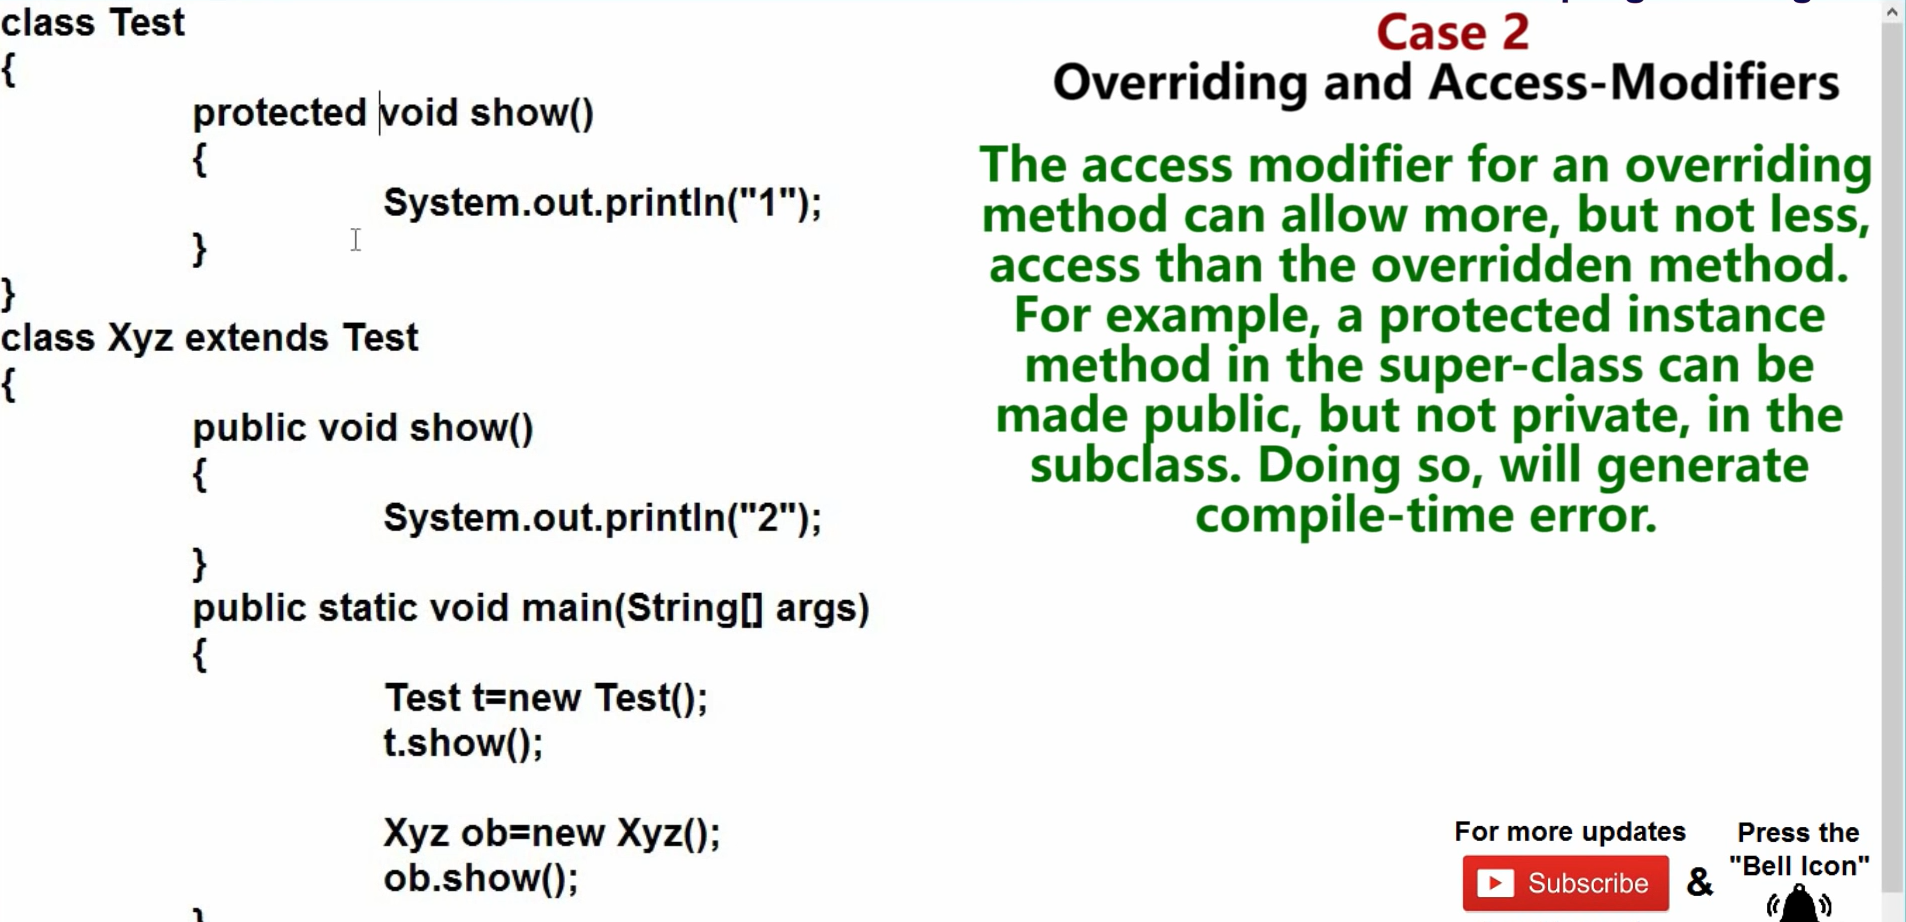 class Test
{
protected void show()
{
System.out.println("1");
}
}
class Xyz extends Test
{
public void show()
{
System.out.println("2");
}
public static void main(String[] args)
{
Test t=new Test();
t.show();
Xyz ob=new Xyz();
ob.show();
}
Case 2
Overriding and Access-Modifiers
The access modifier for an overriding
method can allow more, but not less,
access than the overridden method.
For example, a protected instance
method in the super-class can be
made public, but not private, in the
subclass. Doing so, will generate
compile-time error.
For more updates
Subscribe
&
Press the
"Bell Icon"